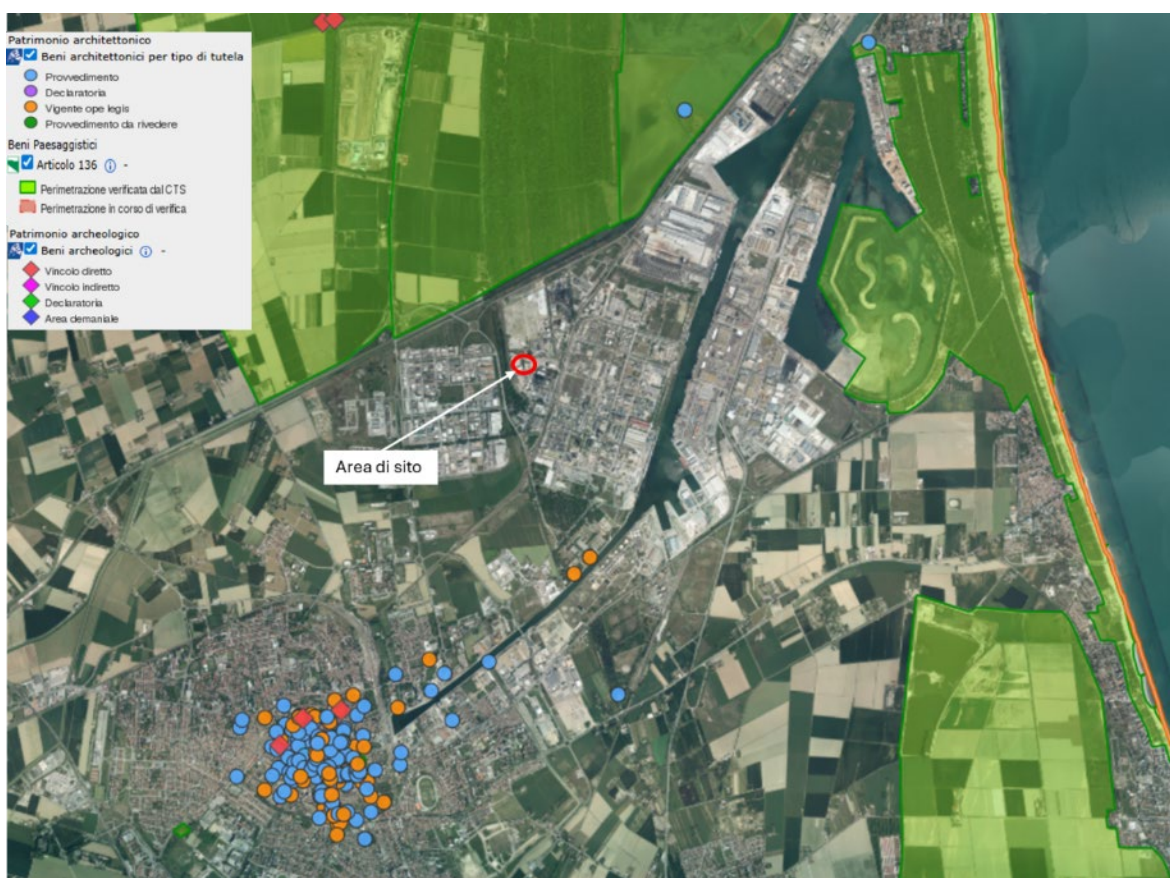 Patrimonio architettonico
Beni architettonici per tipo di tutela
Provvedimento
Declaratoria
Vigente ope legis
Provvedimento da rivedere
Beni Paesaggistici
Articolo 136 -
Perimetrazione verificata dal CTS
Perimetrazione in corso di verifica
Patrimonio archeologico
Beni archeologici -
Vincolo diretto
Vincolo indiretto
Declaratoria
Area demaniale
Area di sito